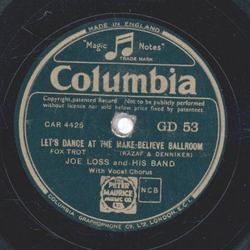 MADE IN ENGLAND
"Magic Notes"
TRADE MARK
Columbia
Copyright, patented Record. Not to be publicly performed
without licence nor sold below price fixed by patentees.
CAR 4425 GD 53
LET'S DANCE AT THE MAKE-BELIEVE BALLROOM
FOX TROT (RAZAF & DENNIKER)
JOE LOSS and HIS BAND
With Vocal Chorus
PETER
MAURICE
MUSIC CO.
LTD
NCB
COLUMBIA GRAPHOPHONE CO. LTD. LONDON, E.C.1.